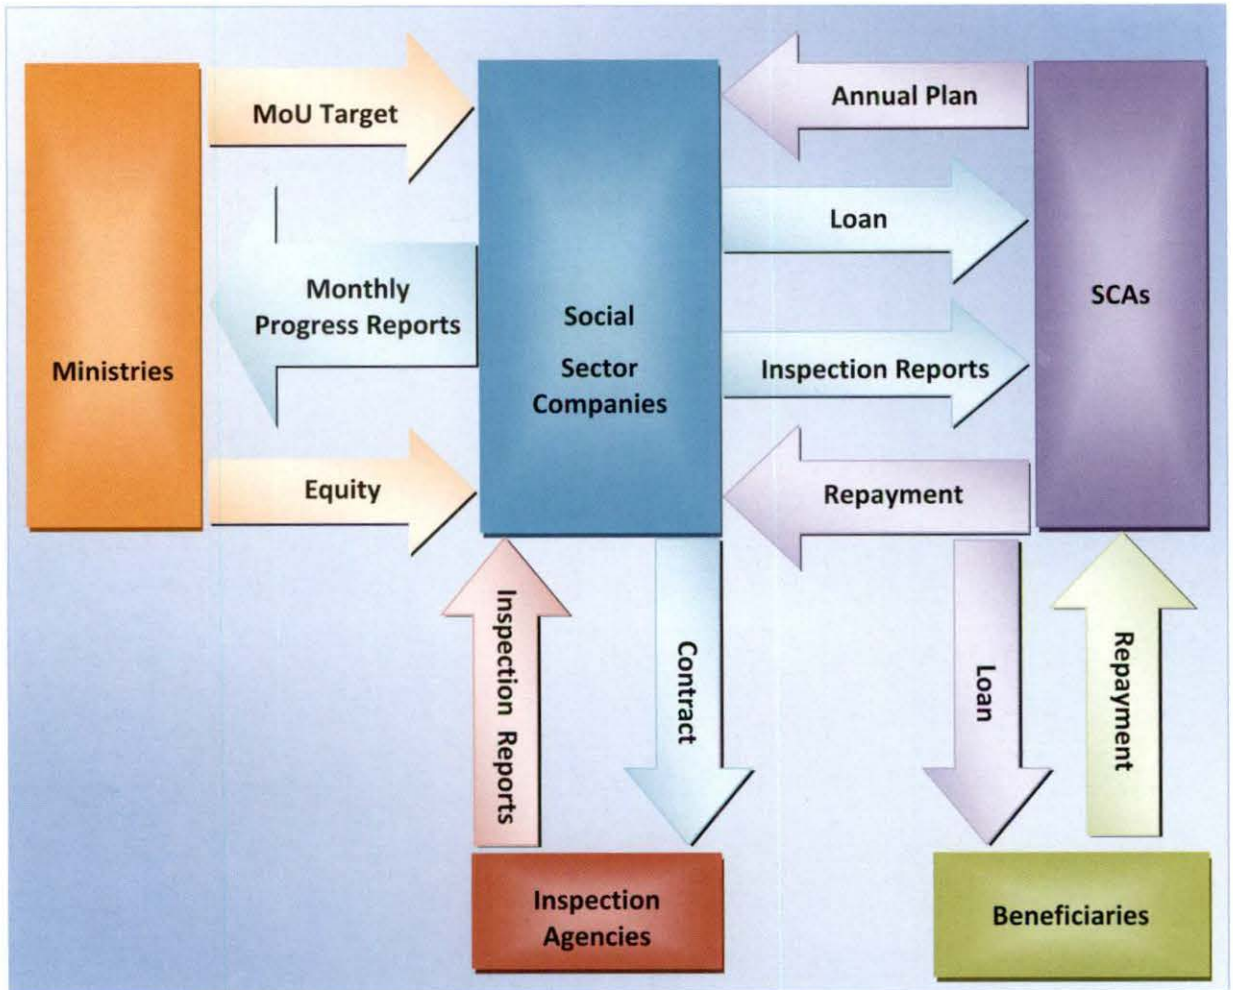 MoU Target
Annual Plan
Loan
Monthly
Progress Reports
Inspection Reports
Ministries
Social
Sector
Companies
SCAs
Equity
Repayment
Inspection Reports
Contract
Loan
Repayment
Inspection
Agencies
Beneficiaries